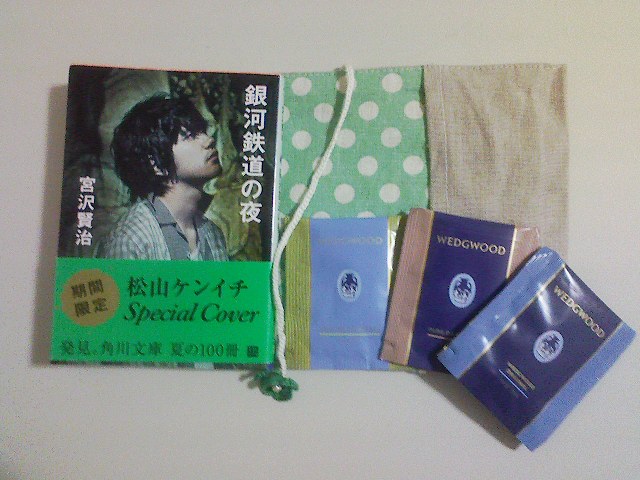 銀河鉄道の夜
宮沢賢治
期間
限定
松山ケンイチ
Special Cover
発見。角川文庫 夏の100冊
WEDGWOOD
WEDGWOOD
WEDGWOOD